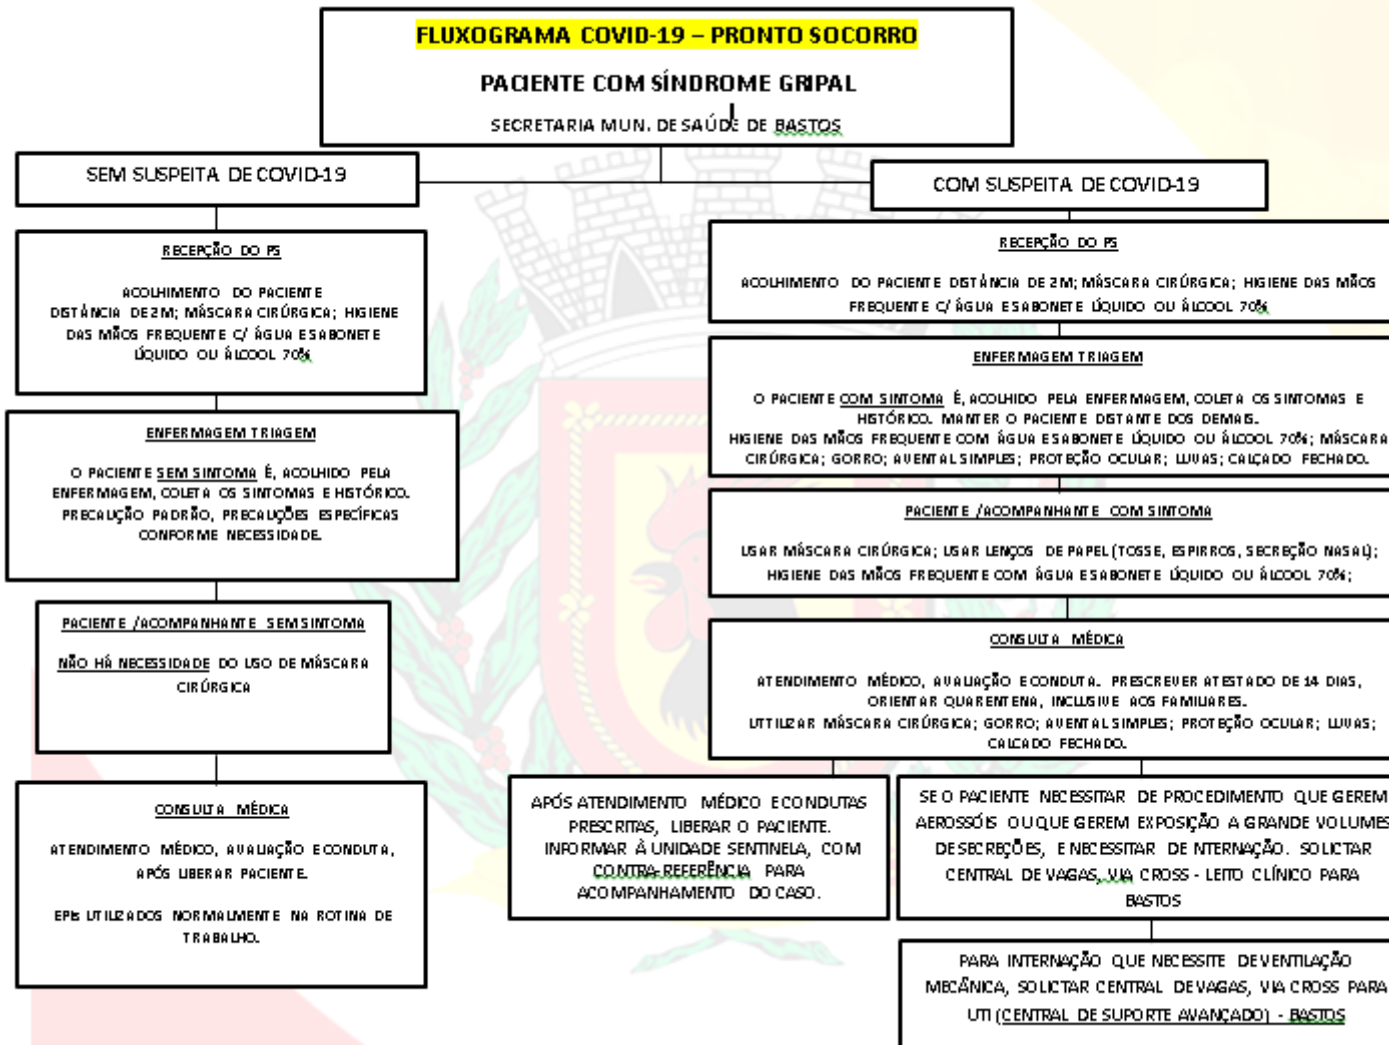 FLUXOGRAMA COVID-19 – PRONTO SOCORRO
PACIENTE COM SÍNDROME GRIPAL
SECRETARIA MUN. DE SAÚDE DE BASTOS
SEM SUSPEITA DE COVID-19
RECEPÇÃO DO PS
ACOLHIMENTO DO PACIENTE
DISTÂNCIA DE 2M; MÁSCARA CIRÚRGICA; HIGIENE
DAS MÃOS FREQUENTE C/ ÁGUA E SABONETE
LÍQUIDO OU ÁLCOOL 70%
ENFERMAGEM TRIAGEM
O PACIENTE SEM SINTOMA É, ACOLHIDO PELA
ENFERMAGEM, COLETA OS SINTOMAS E HISTÓRICO.
PRECAUÇÃO PADRÃO, PRECAUÇÕES ESPECÍFICAS
CONFORME NECESSIDADE.
PACIENTE /ACOMPANHANTE SEM SINTOMA
NÃO HÁ NECESSIDADE DO USO DE MÁSCARA
CIRÚRGICA
CONSULTA MÉDICA
ATENDIMENTO MÉDICO, AVALIAÇÃO E CONDUTA,
APÓS LIBERAR PACIENTE.
EPIs UTILIZADOS NORMALMENTE NA ROTINA DE
TRABALHO.
COM SUSPEITA DE COVID-19
RECEPÇÃO DO PS
ACOLHIMENTO DO PACIENTE DISTÂNCIA DE 2M; MÁSCARA CIRÚRGICA; HIGIENE DAS MÃOS
FREQUENTE C/ ÁGUA E SABONETE LÍQUIDO OU ÁLCOOL 70%
ENFERMAGEM TRIAGEM
O PACIENTE COM SINTOMA É, ACOLHIDO PELA ENFERMAGEM, COLETA OS SINTOMAS E
HISTÓRICO. MANTER O PACIENTE DISTANTE DOS DEMAIS.
HIGIENE DAS MÃOS FREQUENTE COM ÁGUA E SABONETE LÍQUIDO OU ÁLCOOL 70%; MÁSCARA
CIRÚRGICA; GORRO; AVENTAL SIMPLES; PROTEÇÃO OCULAR; LUVAS; CALÇADO FECHADO.
PACIENTE /ACOMPANHANTE COM SINTOMA
USAR MÁSCARA CIRÚRGICA; USAR LENÇOS DE PAPEL (TOSSE, ESPIRROS, SECREÇÃO NASAL);
HIGIENE DAS MÃOS FREQUENTE COM ÁGUA E SABONETE LÍQUIDO OU ÁLCOOL 70%;
CONSULTA MÉDICA
ATENDIMENTO MÉDICO, AVALIAÇÃO E CONDUTA. PRESCREVER ATESTADO DE 14 DIAS,
ORIENTAR QUARENTENA, INCLUSIVE AOS FAMILIARES.
UTTILIZAR MÁSCARA CIRÚRGICA; GORRO; AVENTAL SIMPLES; PROTEÇÃO OCULAR; LUVAS;
CALCADO FECHADO.
APÓS ATENDIMENTO MÉDICO E CONDUTAS
PRESCRITAS, LIBERAR O PACIENTE.
INFORMAR À UNIDADE SENTINELA, COM
CONTRA-REFERÊNCIA PARA
ACOMPANHAMENTO DO CASO.
SE O PACIENTE NECESSITAR DE PROCEDIMENTO QUE GEREM
AEROSSÓIS OU QUE GEREM EXPOSIÇÃO A GRANDE VOLUMES
DE SECREÇÕES, E NECESSITAR DE NTERNAÇÃO. SOLICTAR
CENTRAL DE VAGAS, VIA CROSS - LEITO CLÍNICO PARA
BASTOS
PARA INTERNAÇÃO QUE NECESSITE DE VENTILAÇÃO
MECÂNICA, SOLICTAR CENTRAL DE VAGAS, VIA CROSS PARA
UTI (CENTRAL DE SUPORTE AVANÇADO) - BASTOS